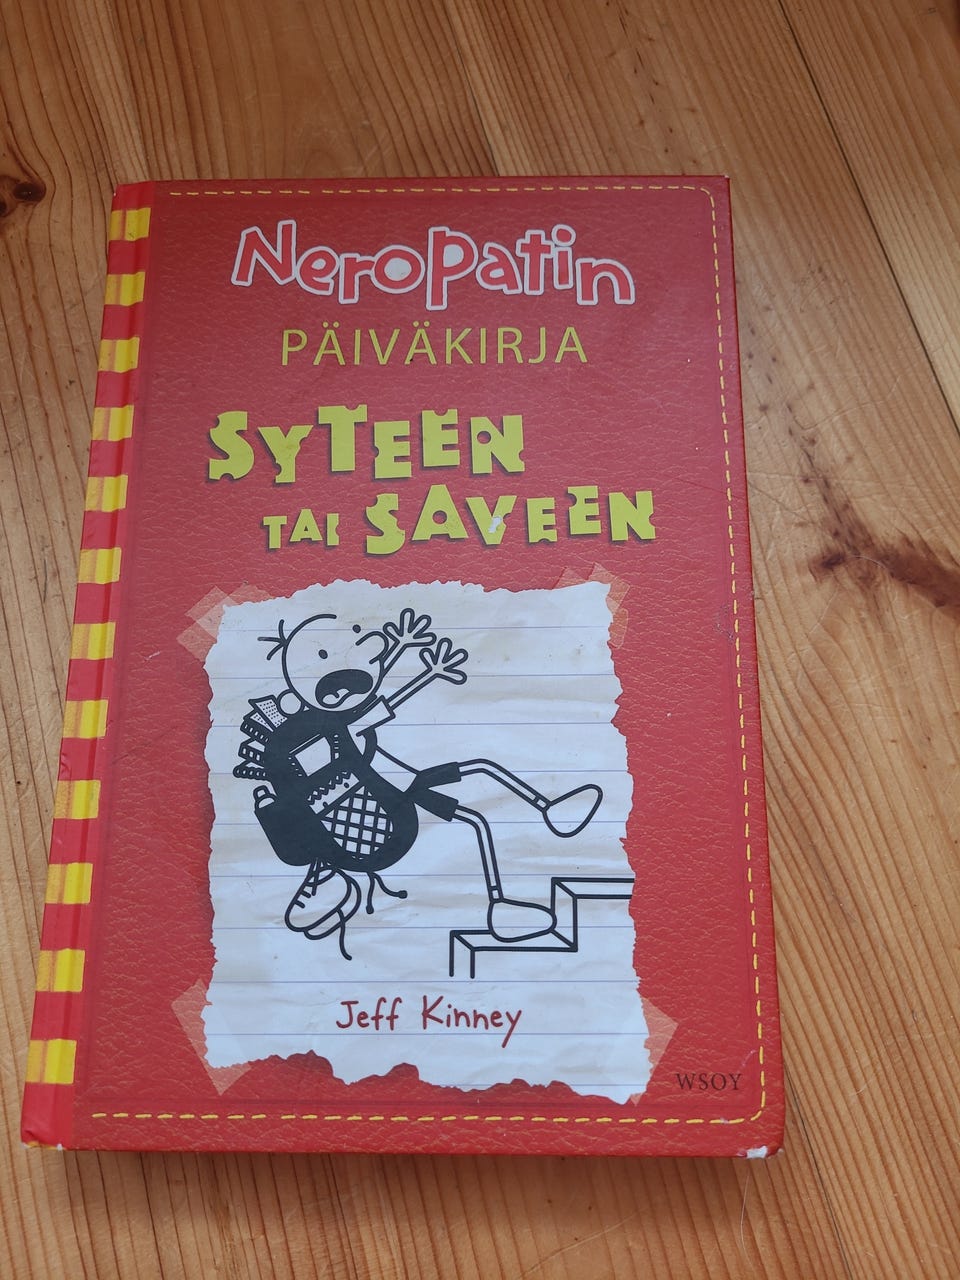 Neropatin
PÄIVÄKIRJA
SYTEEN
TAI SAVEEN
Jeff Kinney
WSOY